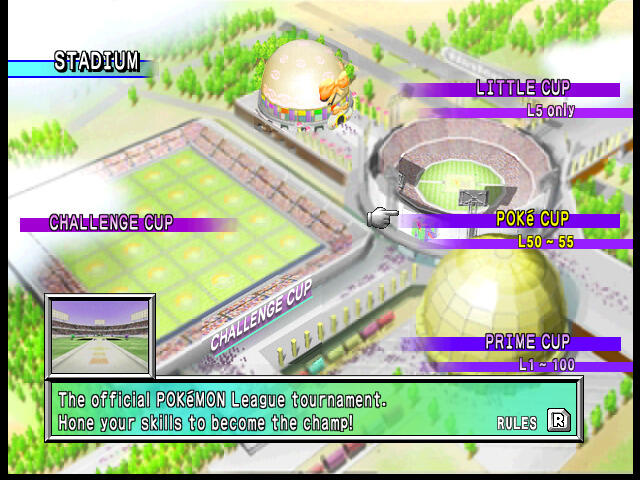 STADIUM
LITTLE CUP
L5 only
CHALLENGE CUP
POKé CUP
L50 ~ 55
CHALLENGE CUP
PRIME CUP
L1 ~ 100
The official POKéMON League tournament.
Hone your skills to become the champ!
RULES R